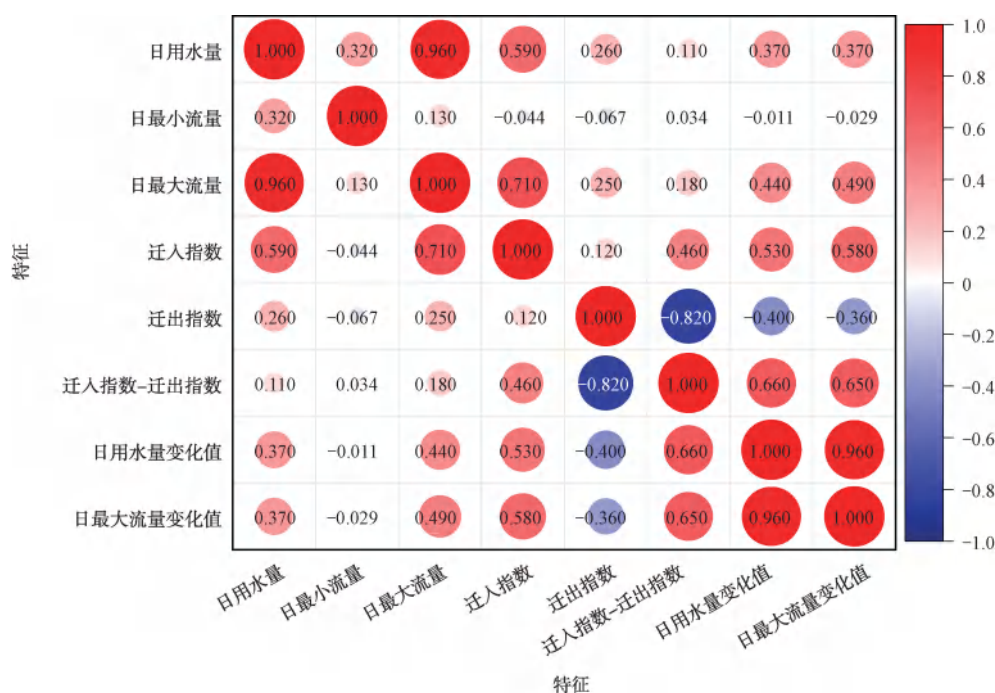 日用水量 1.000 0.320 0.960 0.590 0.260 0.110 0.370 0.370
日最小流量 0.320 1.000 0.130 −0.044 −0.067 0.034 −0.011 −0.029
日最大流量 0.960 0.130 1.000 0.710 0.250 0.180 0.440 0.490
迁入指数 0.590 −0.044 0.710 1.000 0.120 0.460 0.530 0.580
迁出指数 0.260 −0.067 0.250 0.120 1.000 −0.820 −0.400 −0.360
迁入指数−迁出指数 0.110 0.034 0.180 0.460 −0.820 1.000 0.660 0.650
日用水量变化值 0.370 −0.011 0.440 0.530 −0.400 0.660 1.000 0.960
日最大流量变化值 0.370 −0.029 0.490 0.580 −0.360 0.650 0.960 1.000
特征
日用水量
日最小流量
日最大流量
迁入指数
迁出指数
迁入指数−迁出指数
日用水量变化值
日最大流量变化值
特征
1.0
0.8
0.6
0.4
0.2
0
−0.2
−0.4
−0.6
−0.8
−1.0